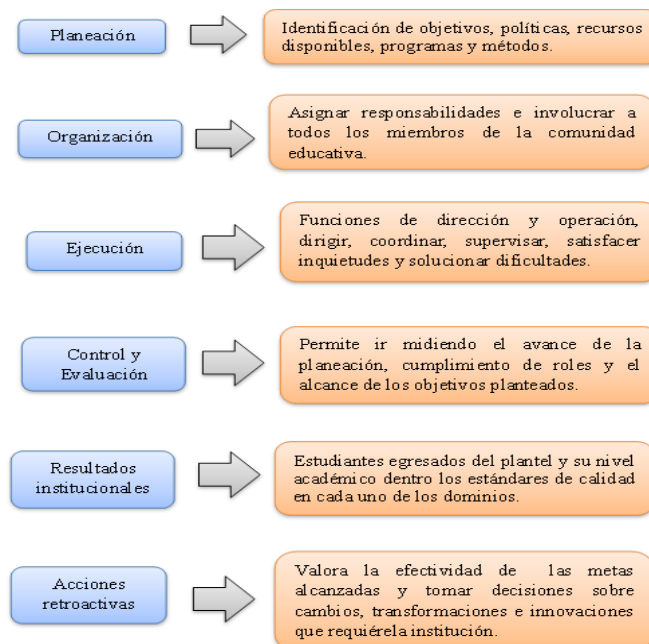 Planeación
Identificación de objetivos, políticas, recursos
disponibles, programas y métodos.
Organización
Asignar responsabilidades e involucrar a
todos los miembros de la comunidad
educativa.
Ejecución
Funciones de dirección y operación,
dirigir, coordinar, supervisar, satisfacer
inquietudes y solucionar dificultades.
Control y
Evaluación
Permite ir midiendo el avance de la
planeación, cumplimiento de roles y el
alcance de los objetivos planteados.
Resultados
institucionales
Estudiantes egresados del plantel y su nivel
académico dentro los estándares de calidad
en cada uno de los dominios.
Acciones
retroactivas
Valora la efectividad de las metas
alcanzadas y tomar decisiones sobre
cambios, transformaciones e innovaciones
que requiérela institución.